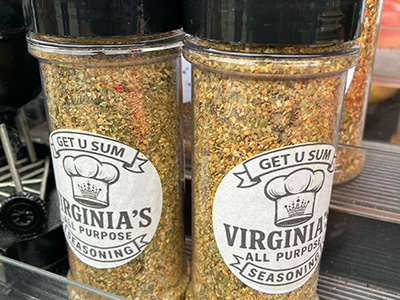 GET U SUM
VIRGINIA'S
ALL PURPOSE
SEASONING
GET U SUM
VIRGINIA'S
ALL PURPOSE
SEASONING